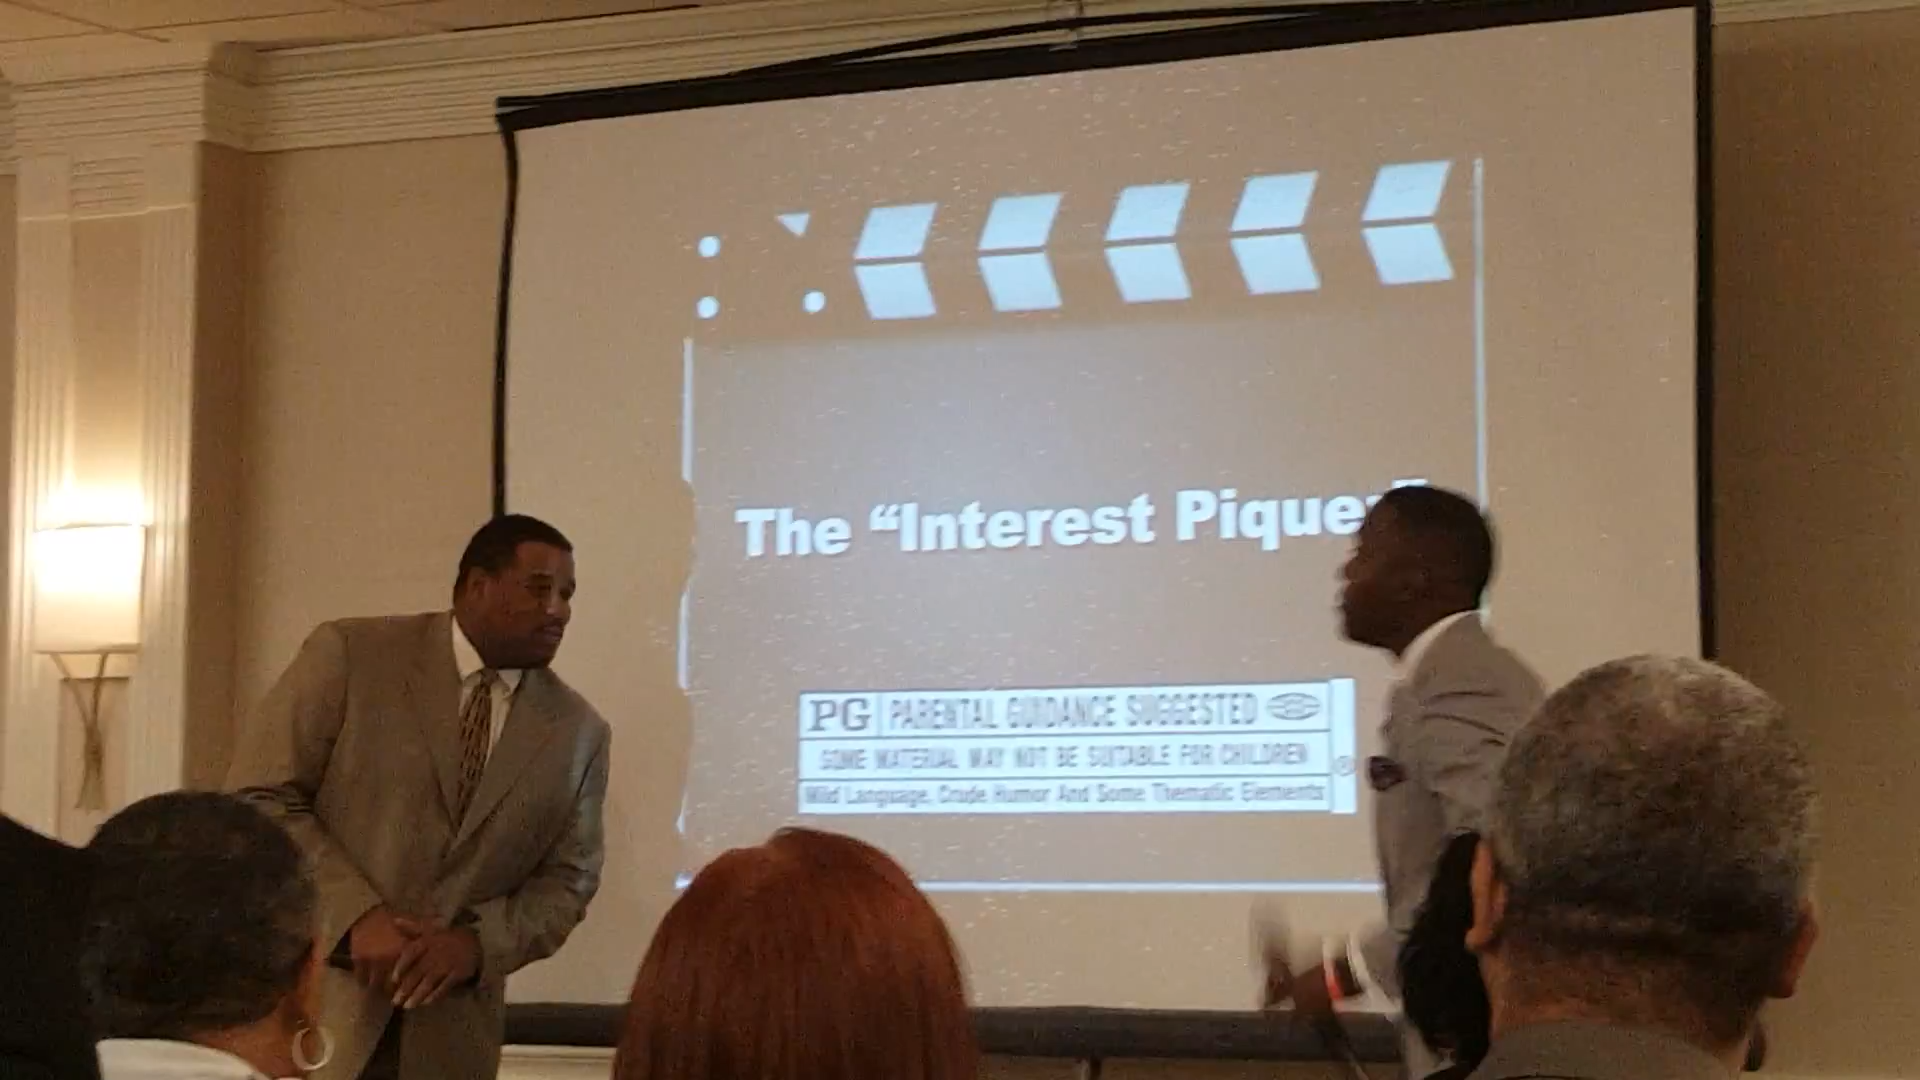 The “Interest Pique
PG PARENTAL GUIDANCE SUGGESTED
SOME MATERIAL MAY NOT BE SUITABLE FOR CHILDREN
Mild Language, Crude Humor And Some Thematic Elements